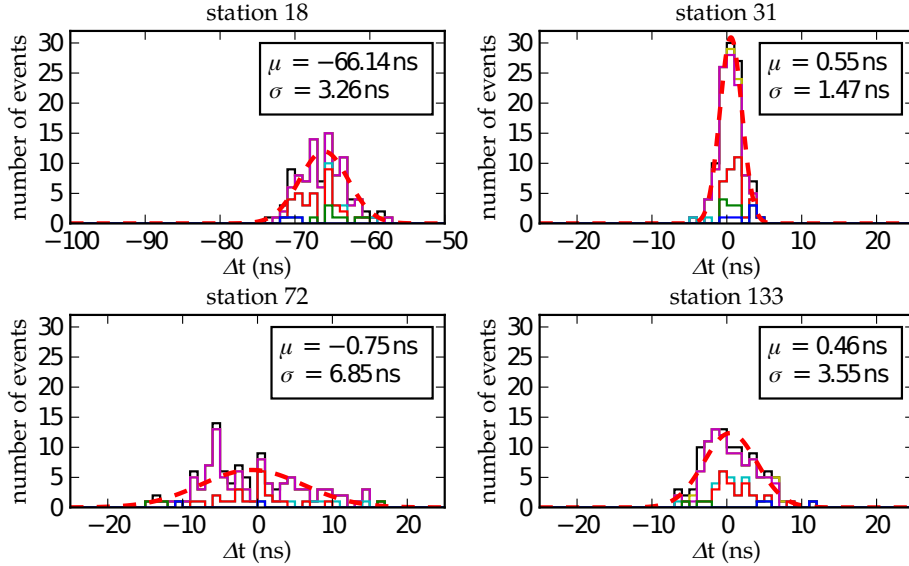 station 18
number of events
30
25
20
15
10
5
0
μ = −66.14 ns
σ = 3.26 ns
−100 −90 −80 −70 −60 −50
Δt (ns)
station 31
number of events
30
25
20
15
10
5
0
μ = 0.55 ns
σ = 1.47 ns
−20 −10 0 10 20
Δt (ns)
station 72
number of events
30
25
20
15
10
5
0
μ = −0.75 ns
σ = 6.85 ns
−20 −10 0 10 20
Δt (ns)
station 133
number of events
30
25
20
15
10
5
0
μ = 0.46 ns
σ = 3.55 ns
−20 −10 0 10 20
Δt (ns)